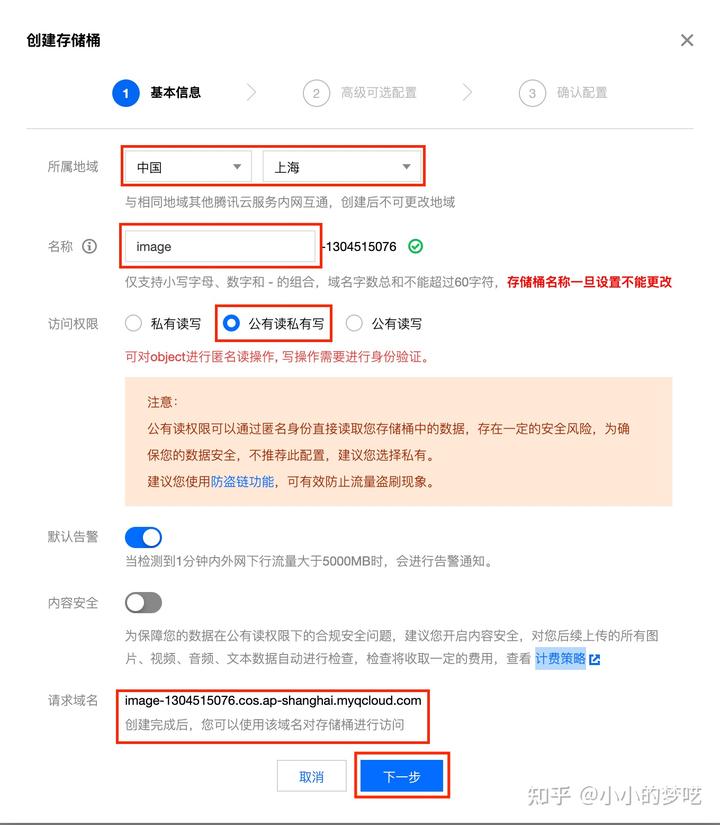 创建存储桶
1 基本信息 2 高级可选配置 3 确认配置
所属地域 中国 上海
与相同地域其他腾讯云服务内网互通，创建后不可更改地域
名称 image -1304515076
仅支持小写字母、数字和 - 的组合，域名字数总和不能超过60字符，存储桶名称一旦设置不能更改
访问权限 私有读写 公有读私有写 公有读写
可对object进行匿名读操作, 写操作需要进行身份验证。
注意：
公有读权限可以通过匿名身份直接读取您存储桶中的数据，存在一定的安全风险，为确
保您的数据安全，不推荐此配置，建议您选择私有。
建议您使用防盗链功能，可有效防止流量盗刷现象。
默认告警
当检测到1分钟内外网下行流量大于5000MB时，会进行告警通知。
内容安全
为保障您的数据在公有读权限下的合规安全问题，建议您开启内容安全，对您后续上传的所有图
片、视频、音频、文本数据自动进行检查，检查将收取一定的费用，查看 计费策略
请求域名 image-1304515076.cos.ap-shanghai.myqcloud.com
创建完成后，您可以使用该域名对存储桶进行访问
取消 下一步
知乎 @小小的梦呓